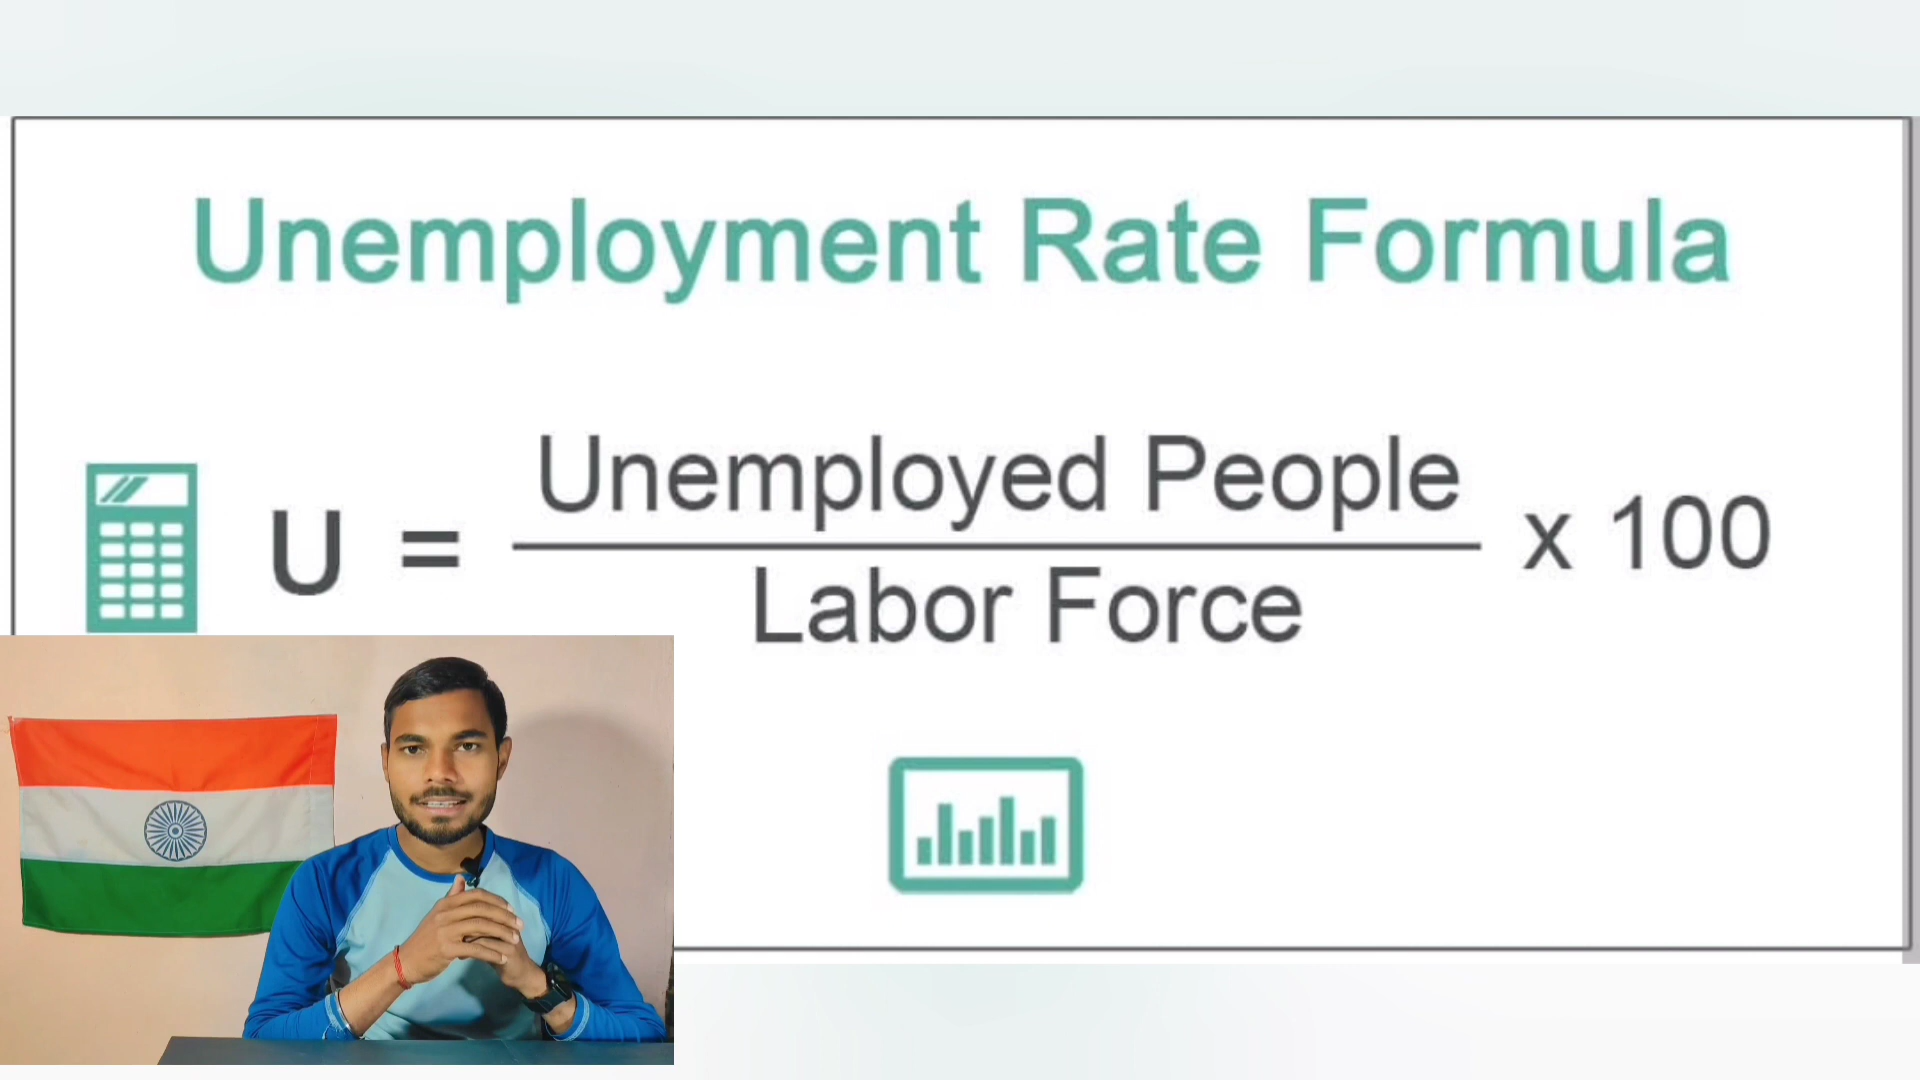 Unemployment Rate Formula
U = Unemployed People x 100
Labor Force